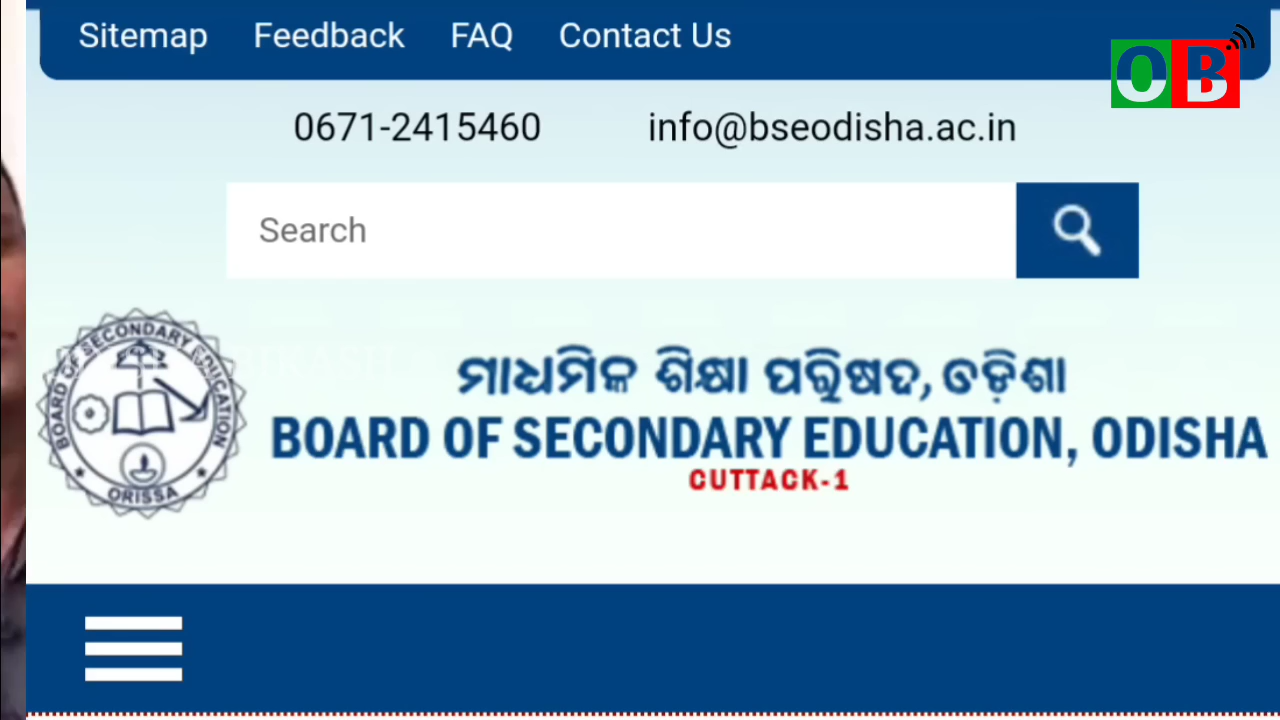 Sitemap Feedback FAQ Contact Us
OB
0671-2415460 info@bseodisha.ac.in
Search
BOARD OF SECONDARY EDUCATION
ORISSA
ମାଧ୍ୟମିକ ଶିକ୍ଷା ପରିଷଦ, ଓଡ଼ିଶା
BOARD OF SECONDARY EDUCATION, ODISHA
CUTTACK-1